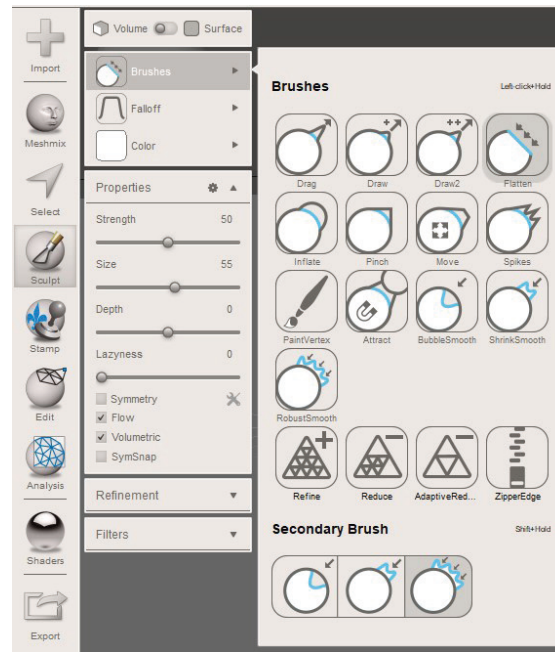 Import
Meshmix
Select
Sculpt
Stamp
Edit
Analysis
Shaders
Export
Volume Surface
Brushes
Falloff
Color
Properties
Strength 50
Size 55
Depth 0
Lazyness 0
Symmetry
Flow
Volumetric
SymSnap
Refinement
Filters
Brushes Left-click+Hold
Drag Draw Draw2 Flatten
Inflate Pinch Move Spikes
PaintVertex Attract BubbleSmooth ShrinkSmooth
RobustSmooth
Refine Reduce AdaptiveRed... ZipperEdge
Secondary Brush Shift+Hold